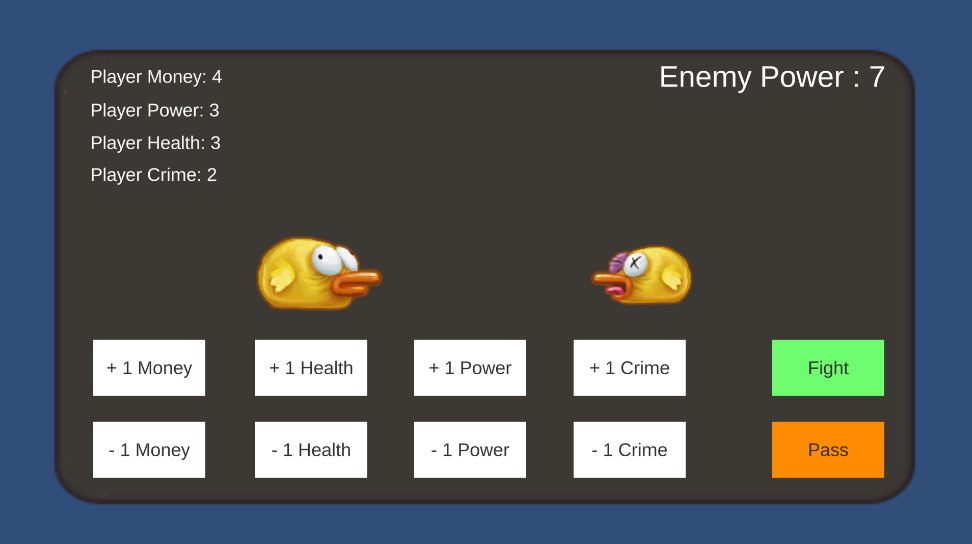 Player Money: 4
Enemy Power : 7
Player Power: 3
Player Health: 3
Player Crime: 2
+ 1 Money
+ 1 Health
+ 1 Power
+ 1 Crime
Fight
- 1 Money
- 1 Health
- 1 Power
- 1 Crime
Pass